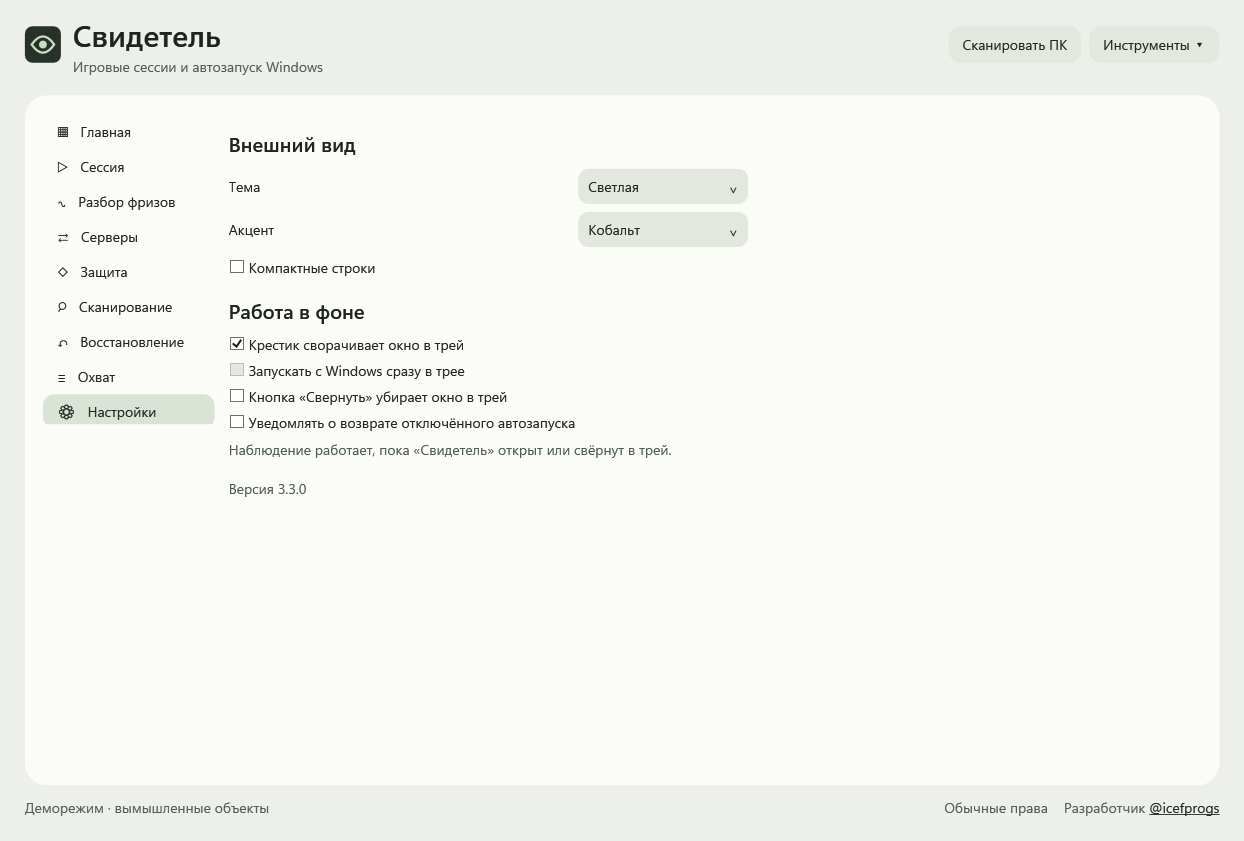 Свидетель
Игровые сессии и автозапуск Windows
Сканировать ПК
Инструменты
Главная
Сессия
Разбор фризов
Серверы
Защита
Сканирование
Восстановление
Охват
Настройки
Внешний вид
Тема
Светлая
Акцент
Кобальт
Компактные строки
Работа в фоне
Крестик сворачивает окно в трей
Запускать с Windows сразу в трее
Кнопка «Свернуть» убирает окно в трей
Уведомлять о возврате отключённого автозапуска
Наблюдение работает, пока «Свидетель» открыт или свёрнут в трей.
Версия 3.3.0
Деморежим · вымышленные объекты
Обычные права
Разработчик @icefprogs